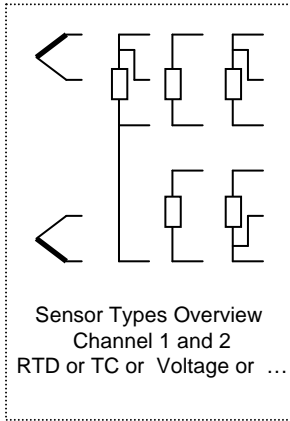 Sensor Types Overview
Channel 1 and 2
RTD or TC or Voltage or …